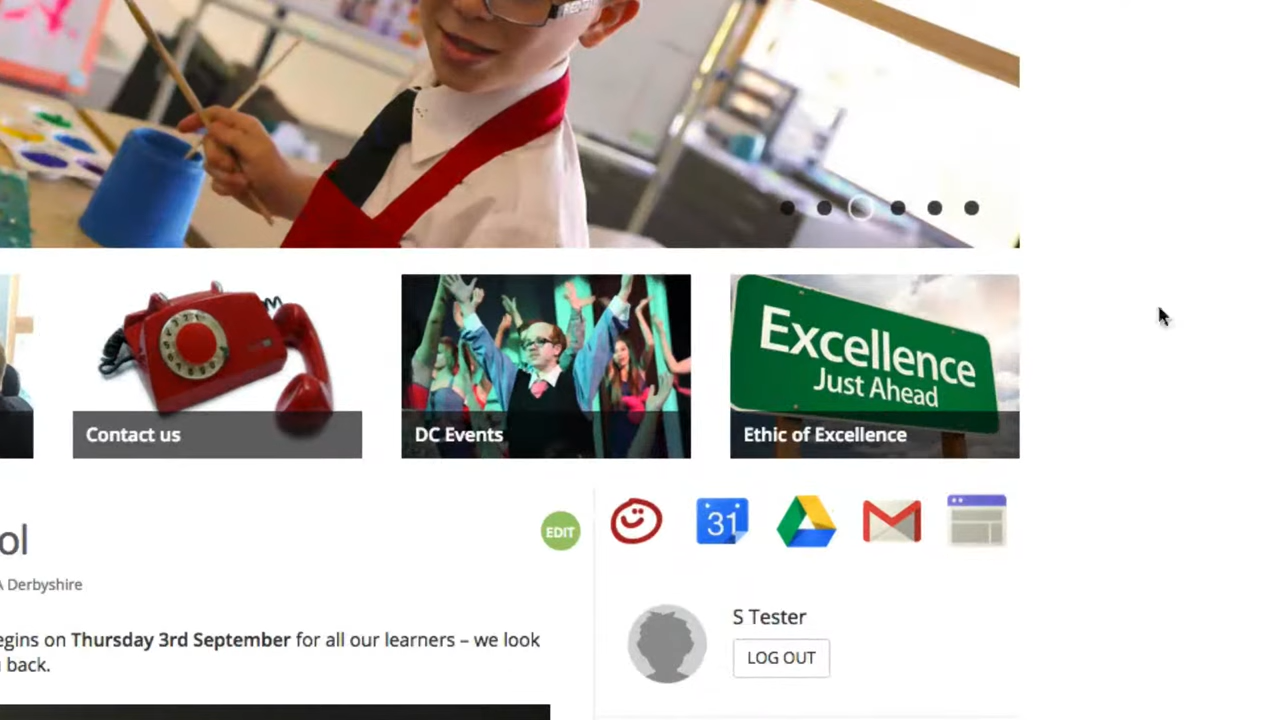 Excellence
Just Ahead
Contact us
DC Events
Ethic of Excellence
ol
EDIT
31
A Derbyshire
S Tester
egins on Thursday 3rd September for all our learners – we look
LOG OUT
back.